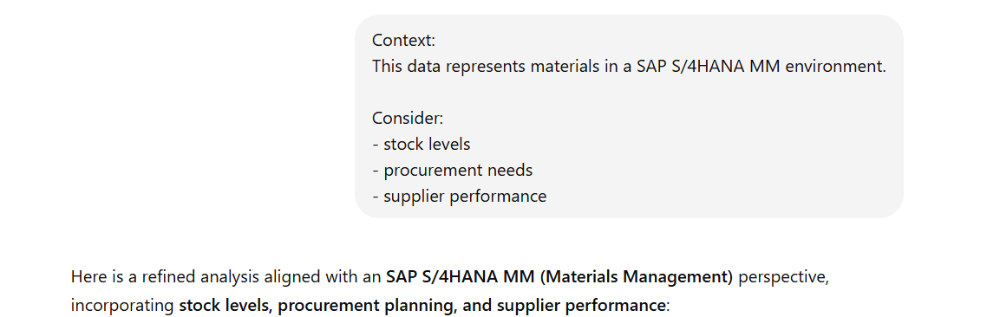 Context:
This data represents materials in a SAP S/4HANA MM environment.
Consider:
- stock levels
- procurement needs
- supplier performance
Here is a refined analysis aligned with an SAP S/4HANA MM (Materials Management) perspective,
incorporating stock levels, procurement planning, and supplier performance: